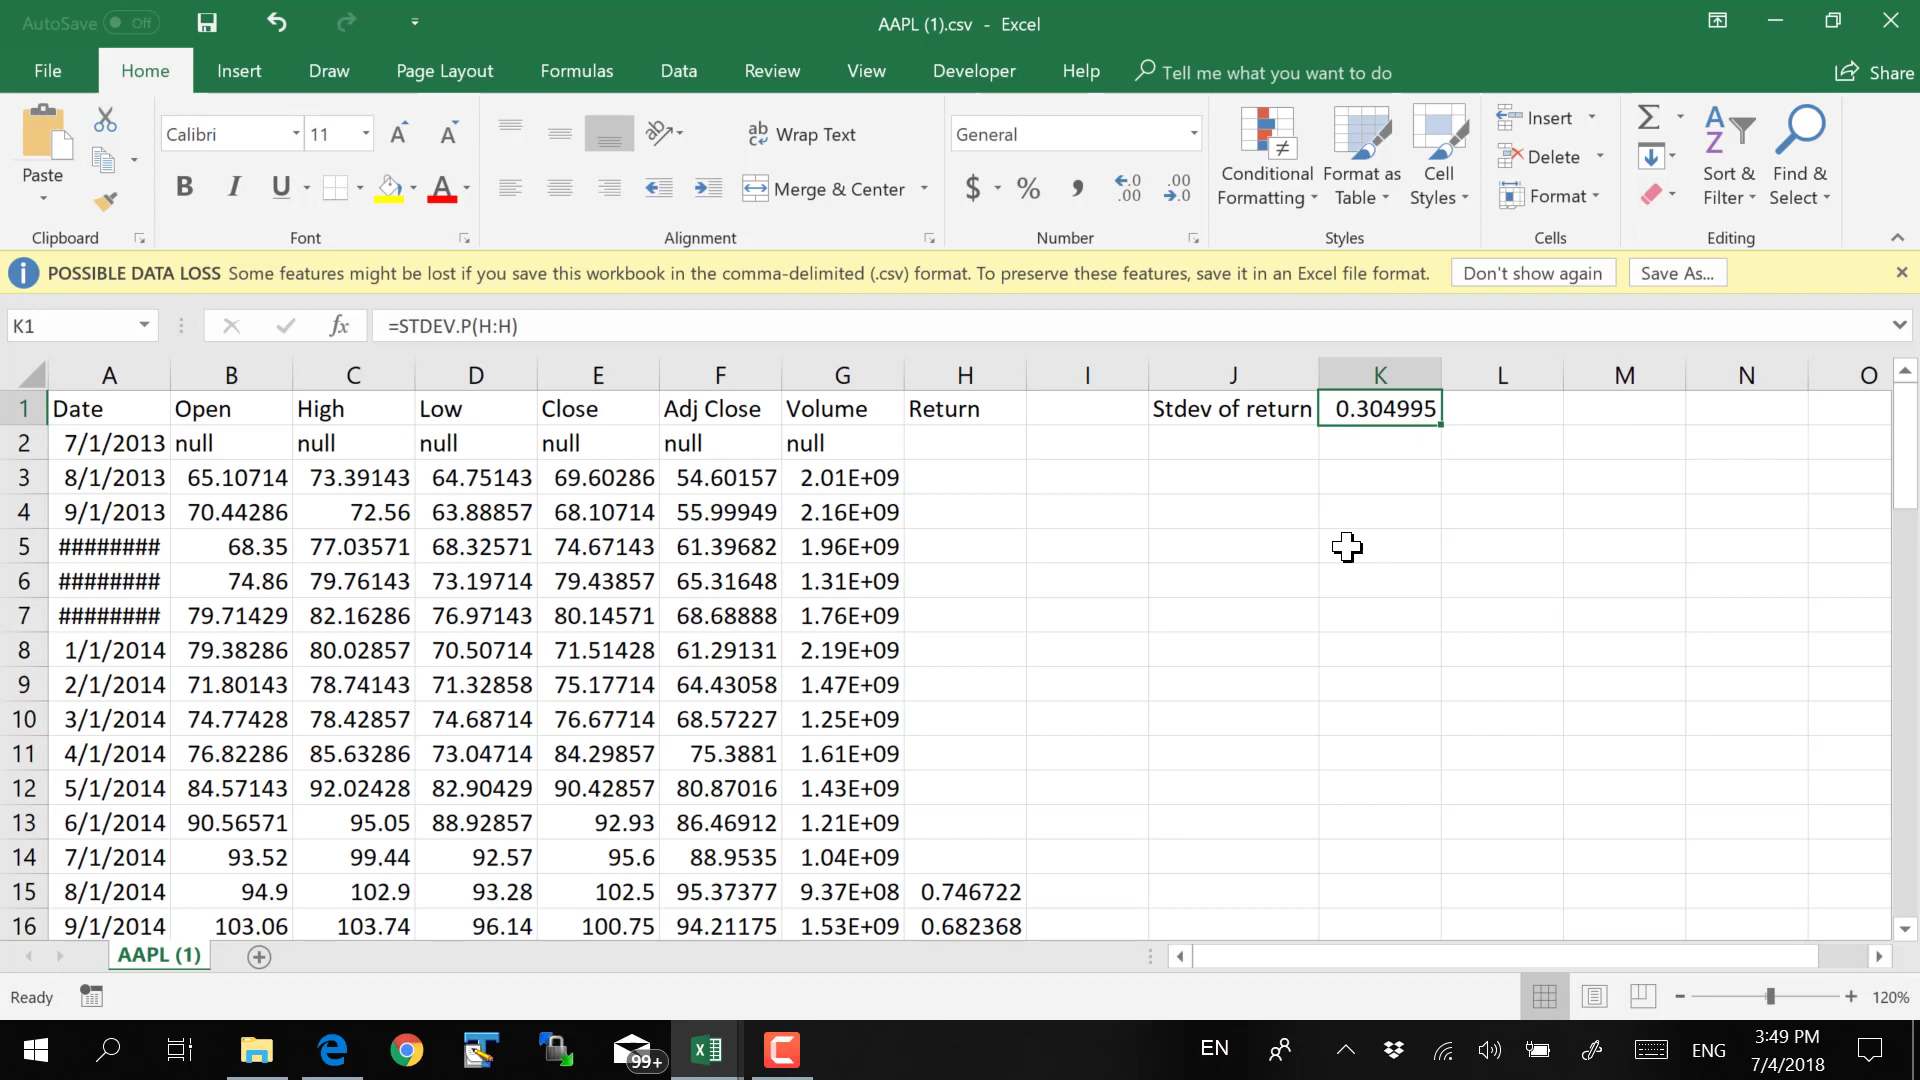 AutoSave Off AAPL (1).csv - Excel
File Home Insert Draw Page Layout Formulas Data Review View Developer Help Tell me what you want to do Share
Paste
Clipboard
Calibri 11 A A
B I U A
Font
ab Wrap Text
Merge & Center
Alignment
General
$ % , .0 .00
.00 .0
Number
Conditional Formatting
Format as Table
Cell Styles
Styles
Insert
Delete
Format
Cells
Sort & Filter
Find & Select
Editing
POSSIBLE DATA LOSS Some features might be lost if you save this workbook in the comma-delimited (.csv) format. To preserve these features, save it in an Excel file format. Don't show again Save As...
K1 fx =STDEV.P(H:H)
A B C D E F G H I J K L M N O
1 Date Open High Low Close Adj Close Volume Return Stdev of return 0.304995
2 7/1/2013 null null null null null null
3 8/1/2013 65.10714 73.39143 64.75143 69.60286 54.60157 2.01E+09
4 9/1/2013 70.44286 72.56 63.88857 68.10714 55.99949 2.16E+09
5 ######## 68.35 77.03571 68.32571 74.67143 61.39682 1.96E+09
6 ######## 74.86 79.76143 73.19714 79.43857 65.31648 1.31E+09
7 ######## 79.71429 82.16286 76.97143 80.14571 68.68888 1.76E+09
8 1/1/2014 79.38286 80.02857 70.50714 71.51428 61.29131 2.19E+09
9 2/1/2014 71.80143 78.74143 71.32858 75.17714 64.43058 1.47E+09
10 3/1/2014 74.77428 78.42857 74.68714 76.67714 68.57227 1.25E+09
11 4/1/2014 76.82286 85.63286 73.04714 84.29857 75.3881 1.61E+09
12 5/1/2014 84.57143 92.02428 82.90429 90.42857 80.87016 1.43E+09
13 6/1/2014 90.56571 95.05 88.92857 92.93 86.46912 1.21E+09
14 7/1/2014 93.52 99.44 92.57 95.6 88.9535 1.04E+09
15 8/1/2014 94.9 102.9 93.28 102.5 95.37377 9.37E+08 0.746722
16 9/1/2014 103.06 103.74 96.14 100.75 94.21175 1.53E+09 0.682368
AAPL (1)
Ready 120%
99+ EN ENG 3:49 PM
7/4/2018